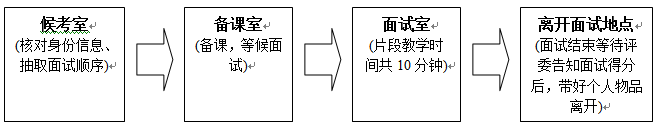 候考室
(核对身份信息、
抽取面试顺序)
备课室
(备课，等候面
试)
面试室
(片段教学时
间共 10 分钟)
离开面试地点
(面试结束等待评
委告知面试得分
后，带好个人物品
离开)